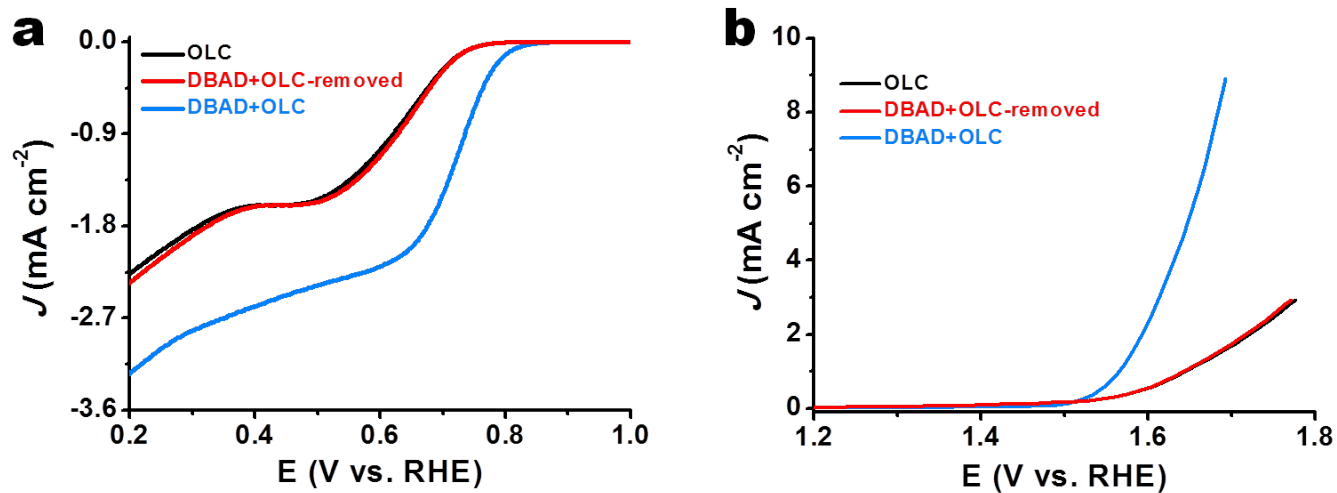 a
0.0
-0.9
-1.8
-2.7
-3.6
J (mA cm⁻²)
OLC
DBAD+OLC-removed
DBAD+OLC
0.2 0.4 0.6 0.8 1.0
E (V vs. RHE)
b
10
8
6
4
2
0
J (mA cm⁻²)
OLC
DBAD+OLC-removed
DBAD+OLC
1.2 1.4 1.6 1.8
E (V vs. RHE)